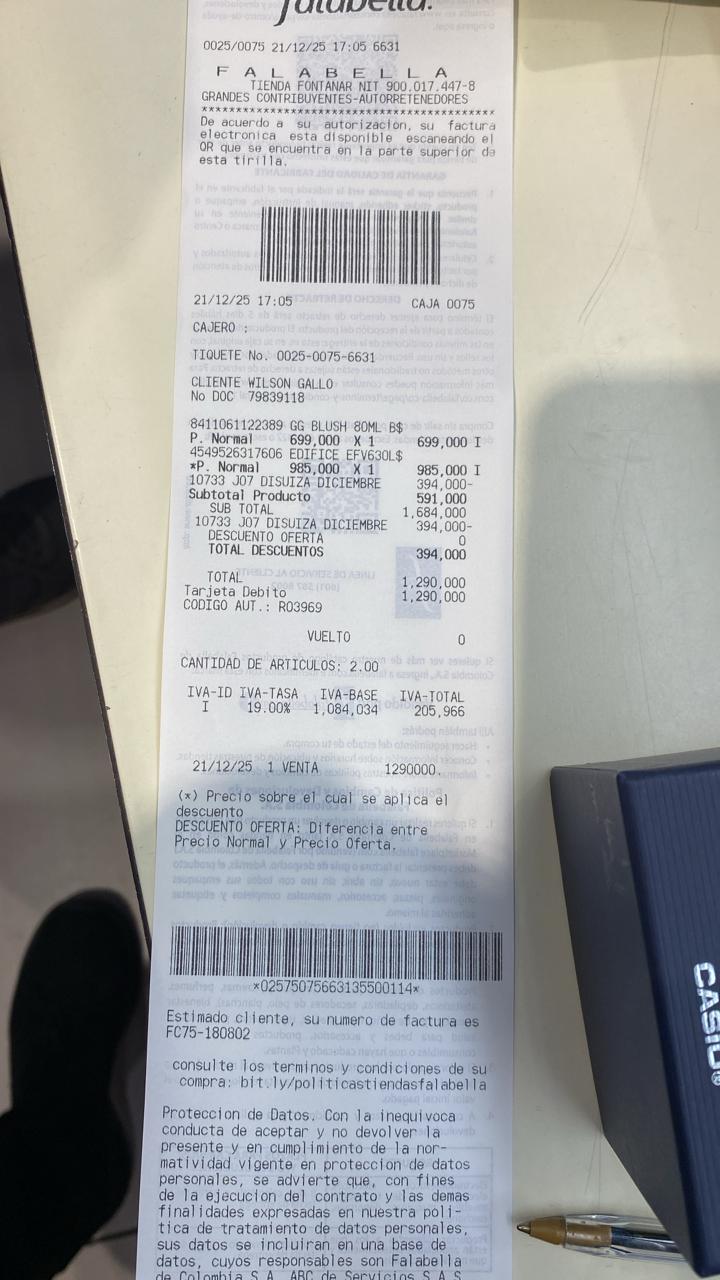 falabella.
0025/0075 21/12/25 17:05 6631
F A L A B E L L A
TIENDA FONTANAR NIT 900.017.447-8
GRANDES CONTRIBUYENTES-AUTORRETENEDORES
****************************************
De acuerdo a su autorizacion, su factura
electronica esta disponible escaneando el
QR que se encuentra en la parte superior de
esta tirilla.
21/12/25 17:05 CAJA 0075
CAJERO :
TIQUETE No. 0025-0075-6631
CLIENTE WILSON GALLO
No DOC 79839118
8411061122389 GG BLUSH 80ML B$
P. Normal 699,000 X 1 699,000 I
4549526317606 EDIFICE EFV630L$
*P. Normal 985,000 X 1 985,000 I
10733 J07 DISUIZA DICIEMBRE 394,000-
Subtotal Producto 591,000
SUB TOTAL 1,684,000
10733 J07 DISUIZA DICIEMBRE 394,000-
DESCUENTO OFERTA 0
TOTAL DESCUENTOS 394,000
TOTAL 1,290,000
Tarjeta Debito 1,290,000
CODIGO AUT.: R03969
VUELTO 0
CANTIDAD DE ARTICULOS: 2.00
IVA-ID IVA-TASA IVA-BASE IVA-TOTAL
I 19.00% 1,084,034 205,966
21/12/25 1 VENTA 1290000.
(*) Precio sobre el cual se aplica el
descuento
DESCUENTO OFERTA: Diferencia entre
Precio Normal y Precio Oferta.
*02575075663135500114*
Estimado cliente, su numero de factura es
FC75-180802
consulte los terminos y condiciones de su
compra: bit.ly/politicastiendasfalabella
Proteccion de Datos. Con la inequivoca
conducta de aceptar y no devolver la
presente y en cumplimiento de la nor-
matividad vigente en proteccion de datos
personales, se advierte que, con fines
de la ejecucion del contrato y las demas
finalidades expresadas en nuestra poli-
tica de tratamiento de datos personales,
sus datos se incluiran en una base de
datos, cuyos responsables son Falabella
de Colombia S.A. ABC de Servicios S.A.S
CASIO®